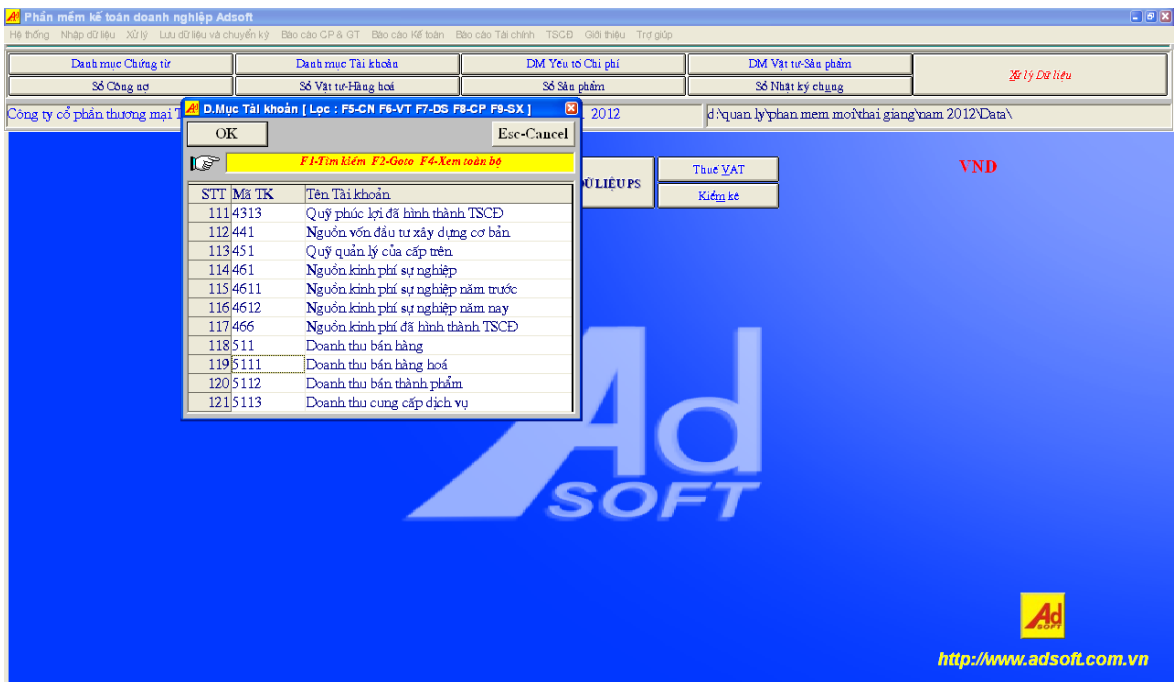 Phần mềm kế toán doanh nghiệp Adsoft
Hệ thống Nhập dữ liệu Xử lý Lưu dữ liệu và chuyển kỳ Báo cáo CP & GT Báo cáo Kế toán Báo cáo Tài chính TSCĐ Giới thiệu Trợ giúp
Danh mục Chứng từ Danh mục Tài khoản DM Yếu tố Chi phí DM Vật tư-Sản phẩm Xử lý Dữ liệu
Sổ Công nợ Sổ Vật tư-Hàng hoá Sổ Sản phẩm Sổ Nhật ký chung
Công ty cổ phần thương mại 2012 d:\quan ly\phan mem moi\thai giang\nam 2012\Data\
D.Mục Tài khoản [ Lọc : F5-CN F6-VT F7-DS F8-CP F9-SX ]
OK Esc-Cancel
F1-Tìm kiếm F2-Goto F4-Xem toàn bộ
STT Mã TK Tên Tài khoản
111 4313 Quỹ phúc lợi đã hình thành TSCĐ
112 441 Nguồn vốn đầu tư xây dựng cơ bản
113 451 Quỹ quản lý của cấp trên
114 461 Nguồn kinh phí sự nghiệp
115 4611 Nguồn kinh phí sự nghiệp năm trước
116 4612 Nguồn kinh phí sự nghiệp năm nay
117 466 Nguồn kinh phí đã hình thành TSCĐ
118 511 Doanh thu bán hàng
119 5111 Doanh thu bán hàng hoá
120 5112 Doanh thu bán thành phẩm
121 5113 Doanh thu cung cấp dịch vụ
LIỆU PS
Thuế VAT
Kiểm kê
VND
Ad
SOFT
Ad
SOFT
http://www.adsoft.com.vn